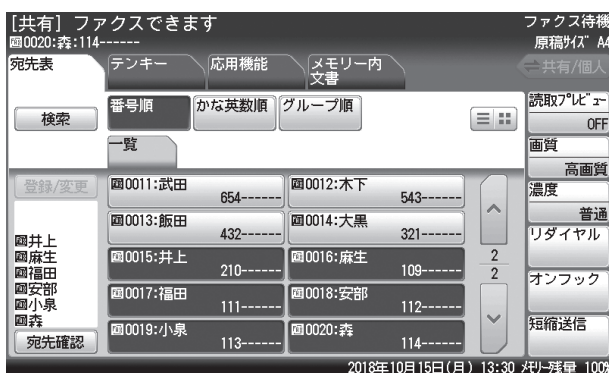 [共有] ファクスできます
ファクス待機
0020:森:114------
原稿ｻｲｽﾞ A4
宛先表
テンキー
応用機能
メモリー内
文書
共有/個人
検索
番号順
かな英数順
グループ順
読取ﾌﾟﾚﾋﾞｭｰ
OFF
一覧
画質
高画質
登録/変更
0011:武田
654------
0012:木下
543------
濃度
普通
0013:飯田
432------
0014:大黒
321------
リダイヤル
井上
麻生
福田
安部
小泉
森
0015:井上
210------
0016:麻生
109------
2
2
オンフック
0017:福田
111------
0018:安部
112------
0019:小泉
113------
0020:森
114------
短縮送信
宛先確認
2018年10月15日(月) 13:30 ﾒﾓﾘｰ残量 100%